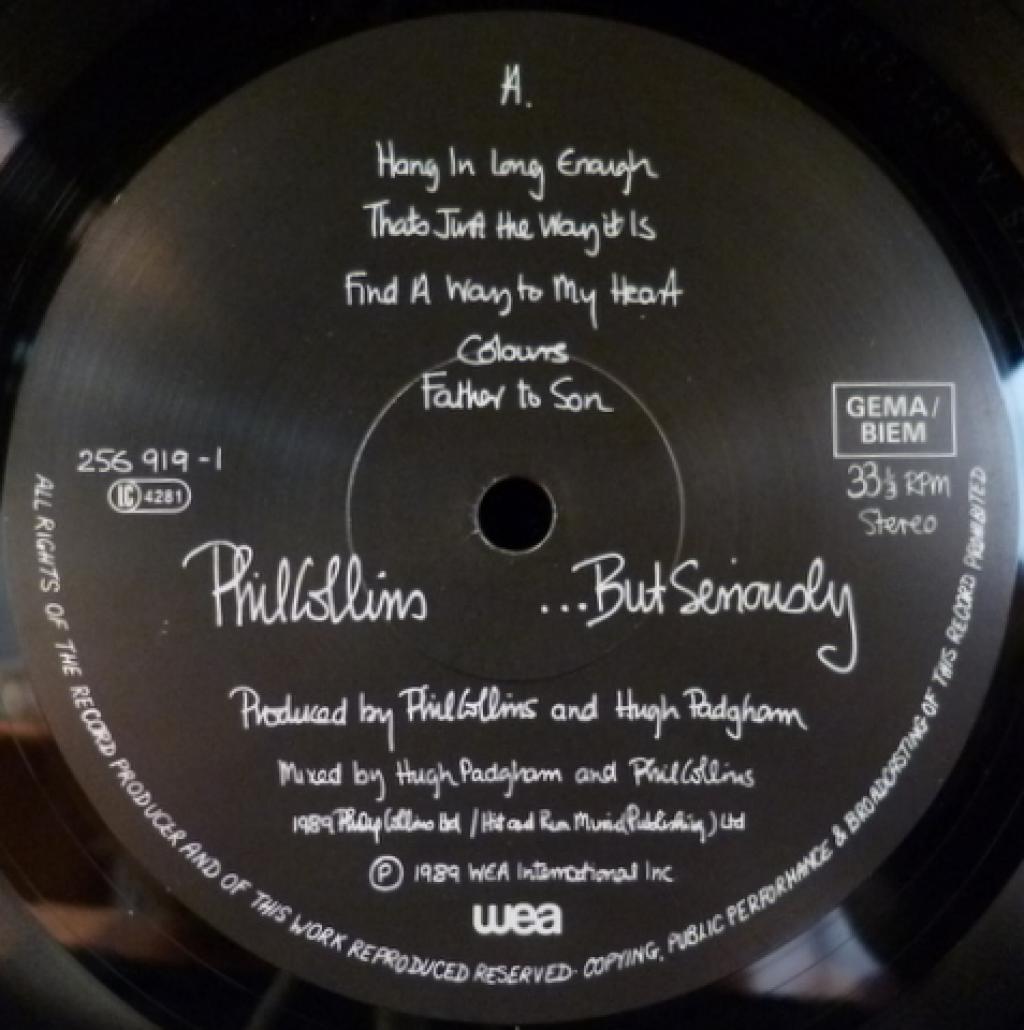 A.
Hang In Long Enough
Thats Just the Way it Is
Find A Way to My Heart
Colours
Father to Son
GEMA/
BIEM
256 919-1
LC 4281
33⅓ RPM
Stereo
Phil Collins ...But Seriously
Produced by Phil Collins and Hugh Padgham
Mixed by Hugh Padgham and Phil Collins
1989 Philip Collins Ltd / Hit and Run Music (Publishing) Ltd
℗ 1989 WEA International Inc
wea
ALL RIGHTS OF THE RECORD PRODUCER AND OF THIS WORK REPRODUCED RESERVED · COPYING, PUBLIC PERFORMANCE & BROADCASTING OF THIS RECORD PROHIBITED